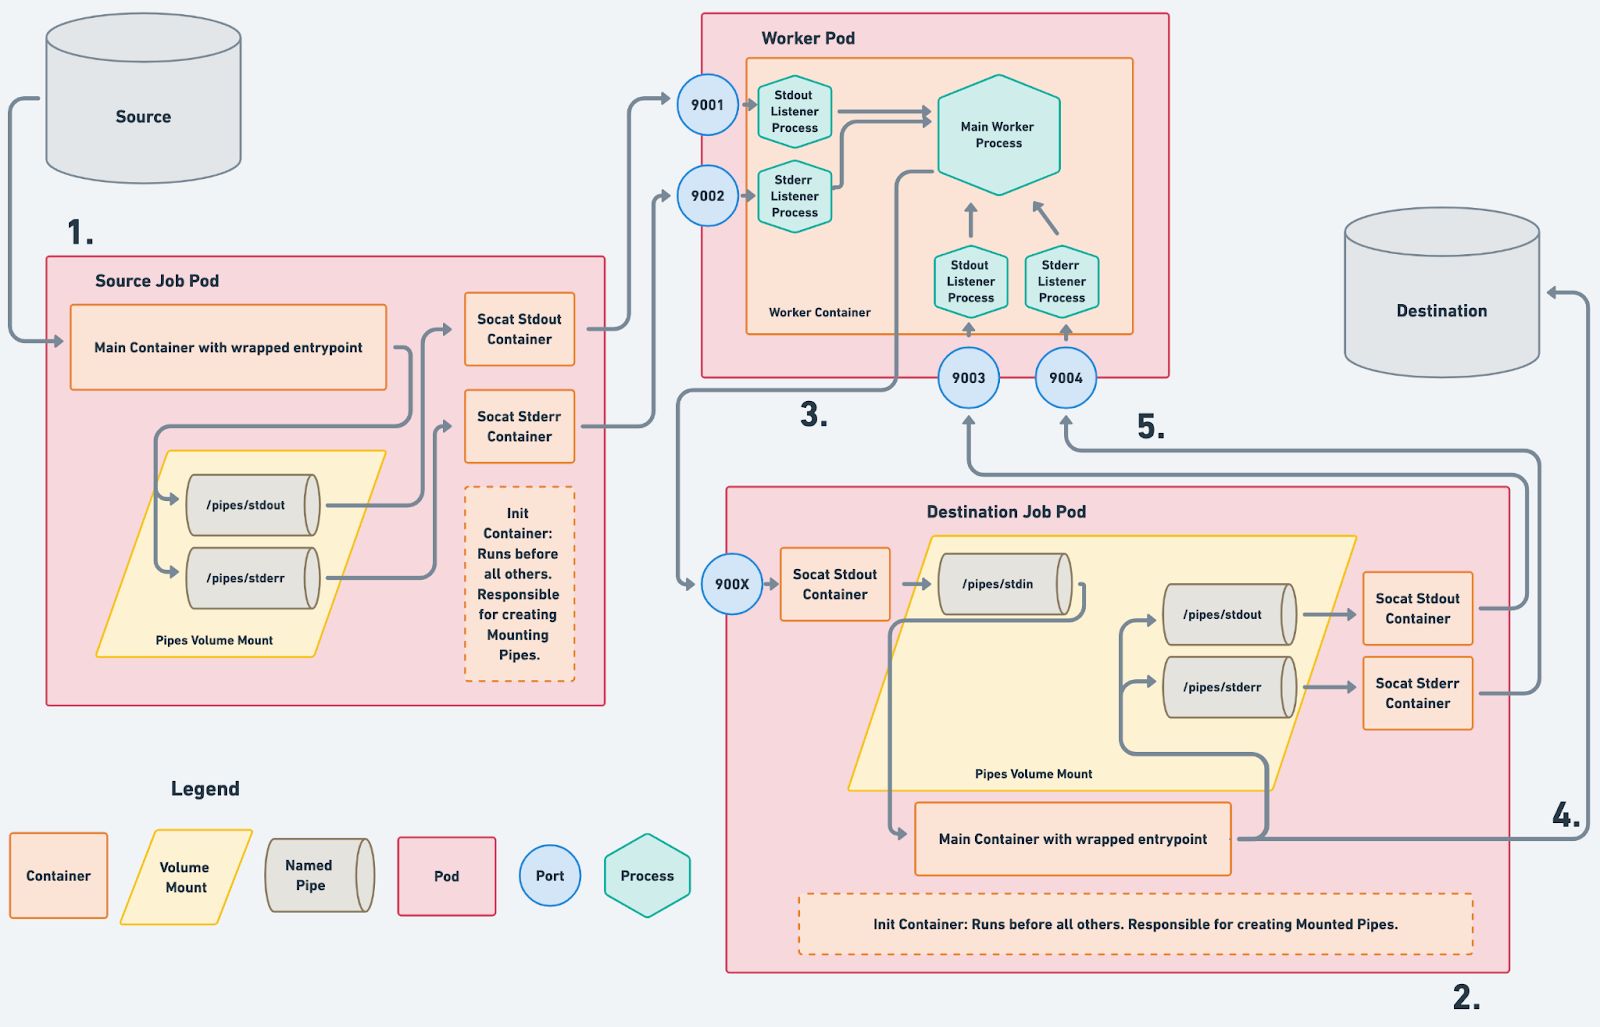 Source
1.
Source Job Pod
Main Container with wrapped entrypoint
Socat Stdout
Container
Socat Stderr
Container
/pipes/stdout
/pipes/stderr
Pipes Volume Mount
Init
Container:
Runs before
all others.
Responsible
for creating
Mounting
Pipes.
Worker Pod
9001
9002
Stdout
Listener
Process
Stderr
Listener
Process
Main Worker
Process
Stdout
Listener
Process
Stderr
Listener
Process
Worker Container
9003
9004
3.
5.
Destination
Destination Job Pod
900X
Socat Stdout
Container
/pipes/stdin
/pipes/stdout
/pipes/stderr
Socat Stdout
Container
Socat Stderr
Container
Pipes Volume Mount
Main Container with wrapped entrypoint
4.
Init Container: Runs before all others. Responsible for creating Mounted Pipes.
2.
Legend
Container
Volume
Mount
Named
Pipe
Pod
Port
Process